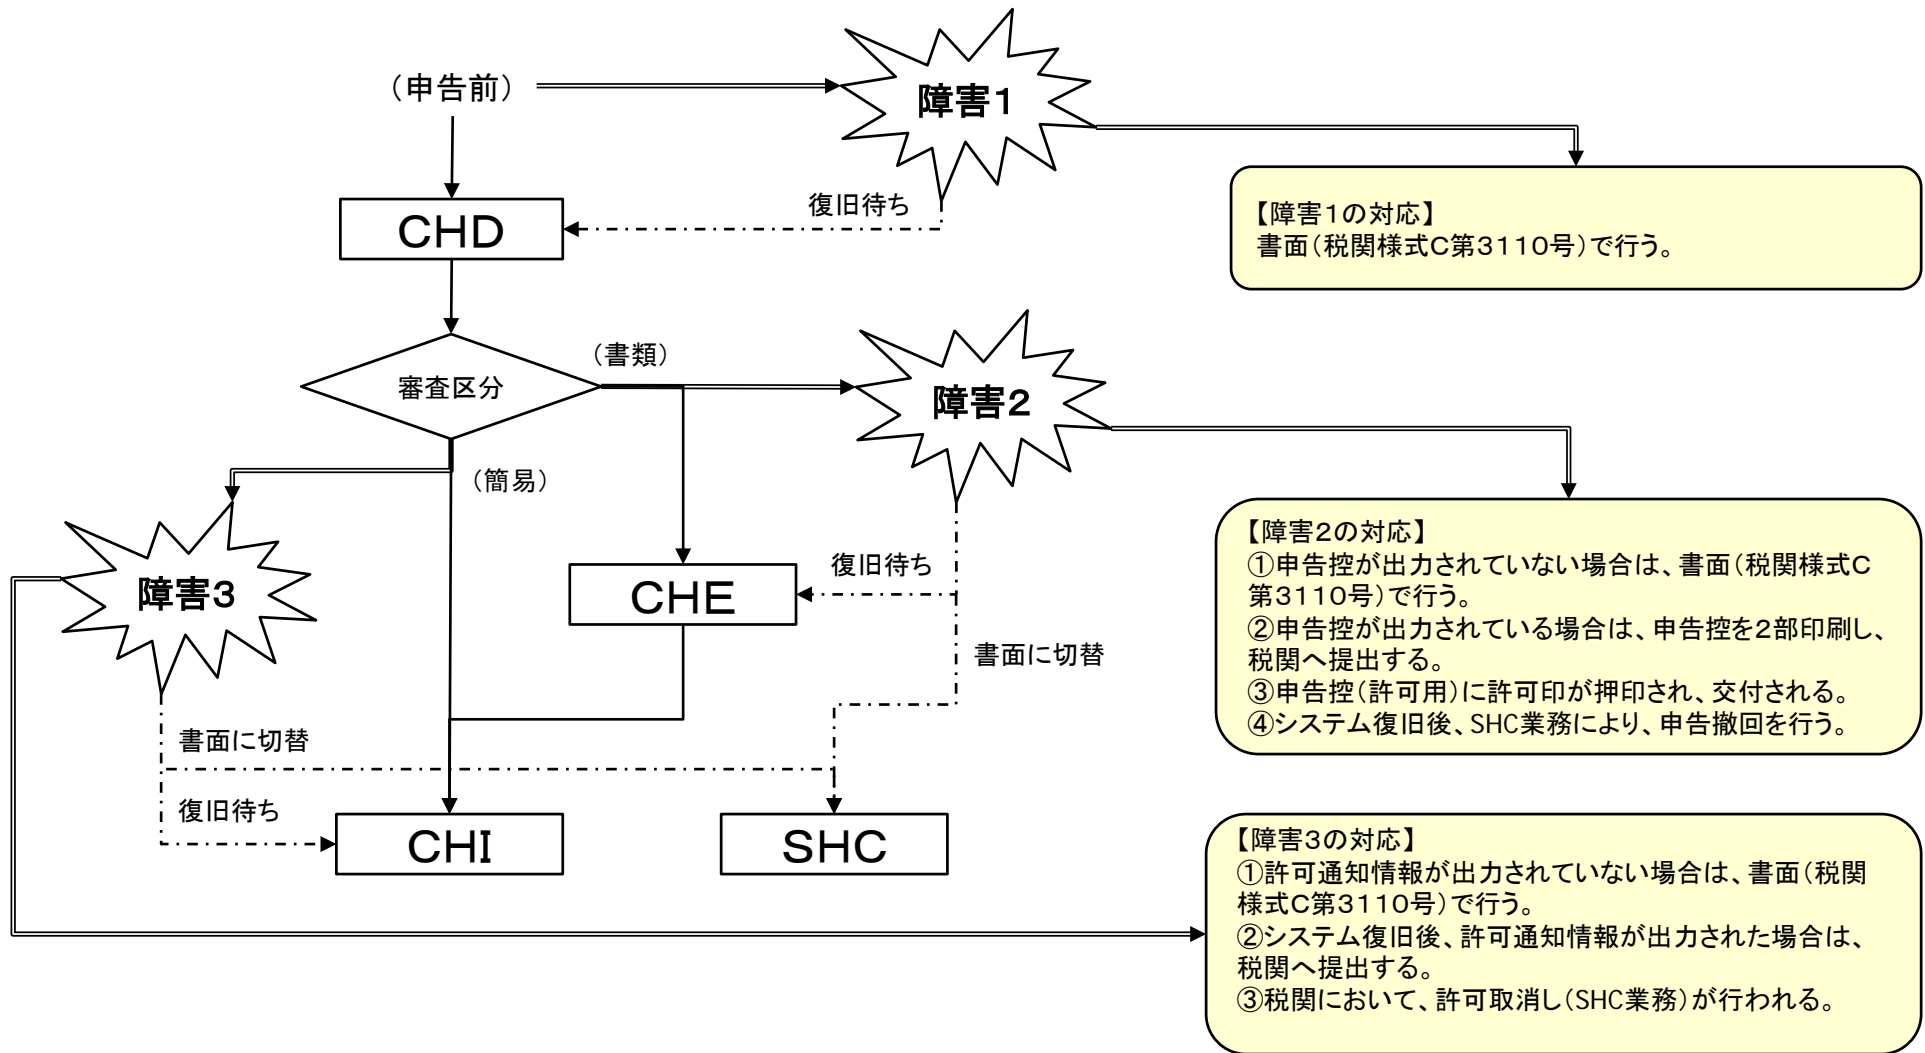 (申告前)
障害1
復旧待ち
CHD
【障害1の対応】
書面(税関様式C第3110号)で行う。
審査区分
(書類)
障害2
(簡易)
障害3
復旧待ち
CHE
書面に切替
【障害2の対応】
①申告控が出力されていない場合は、書面(税関様式C
第3110号)で行う。
②申告控が出力されている場合は、申告控を2部印刷し、
税関へ提出する。
③申告控(許可用)に許可印が押印され、交付される。
④システム復旧後、SHC業務により、申告撤回を行う。
書面に切替
復旧待ち
CHI
SHC
【障害3の対応】
①許可通知情報が出力されていない場合は、書面(税関
様式C第3110号)で行う。
②システム復旧後、許可通知情報が出力された場合は、
税関へ提出する。
③税関において、許可取消し(SHC業務)が行われる。